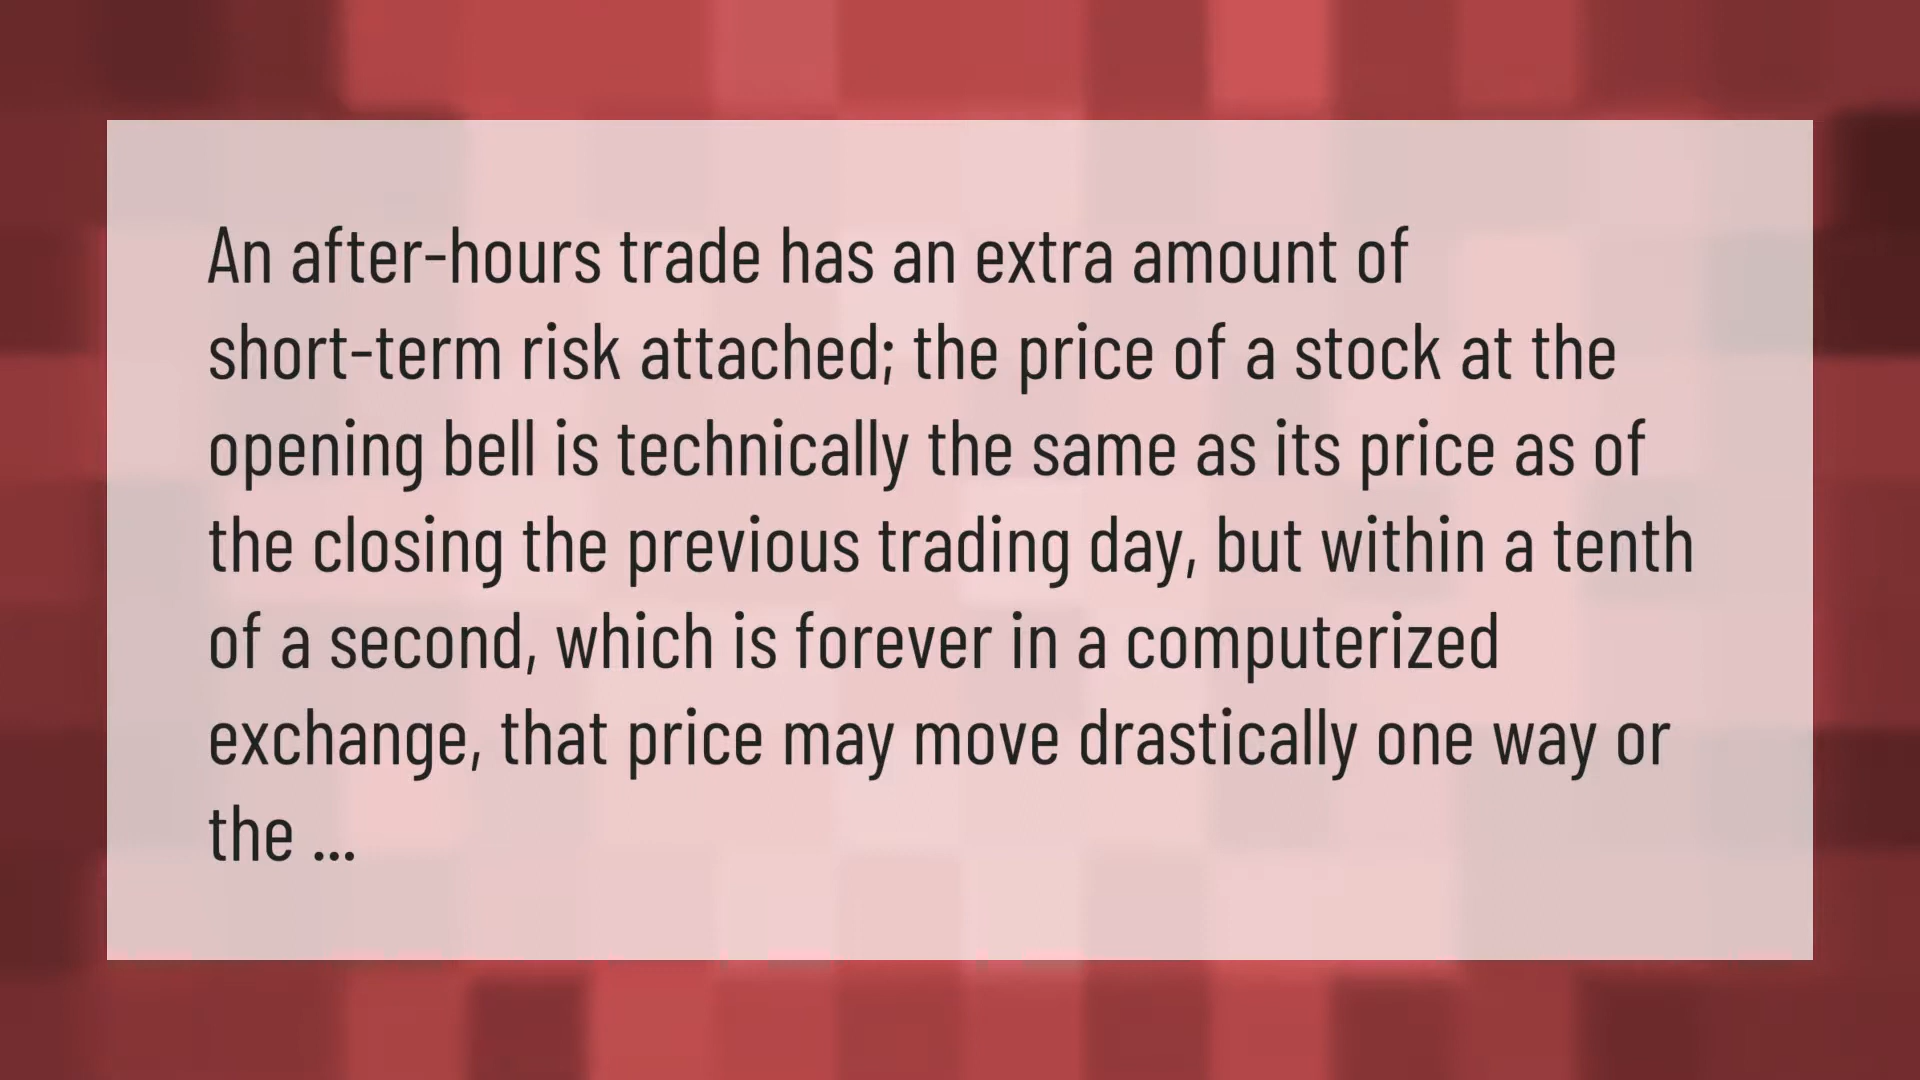 An after-hours trade has an extra amount of
short-term risk attached; the price of a stock at the
opening bell is technically the same as its price as of
the closing the previous trading day, but within a tenth
of a second, which is forever in a computerized
exchange, that price may move drastically one way or
the ...